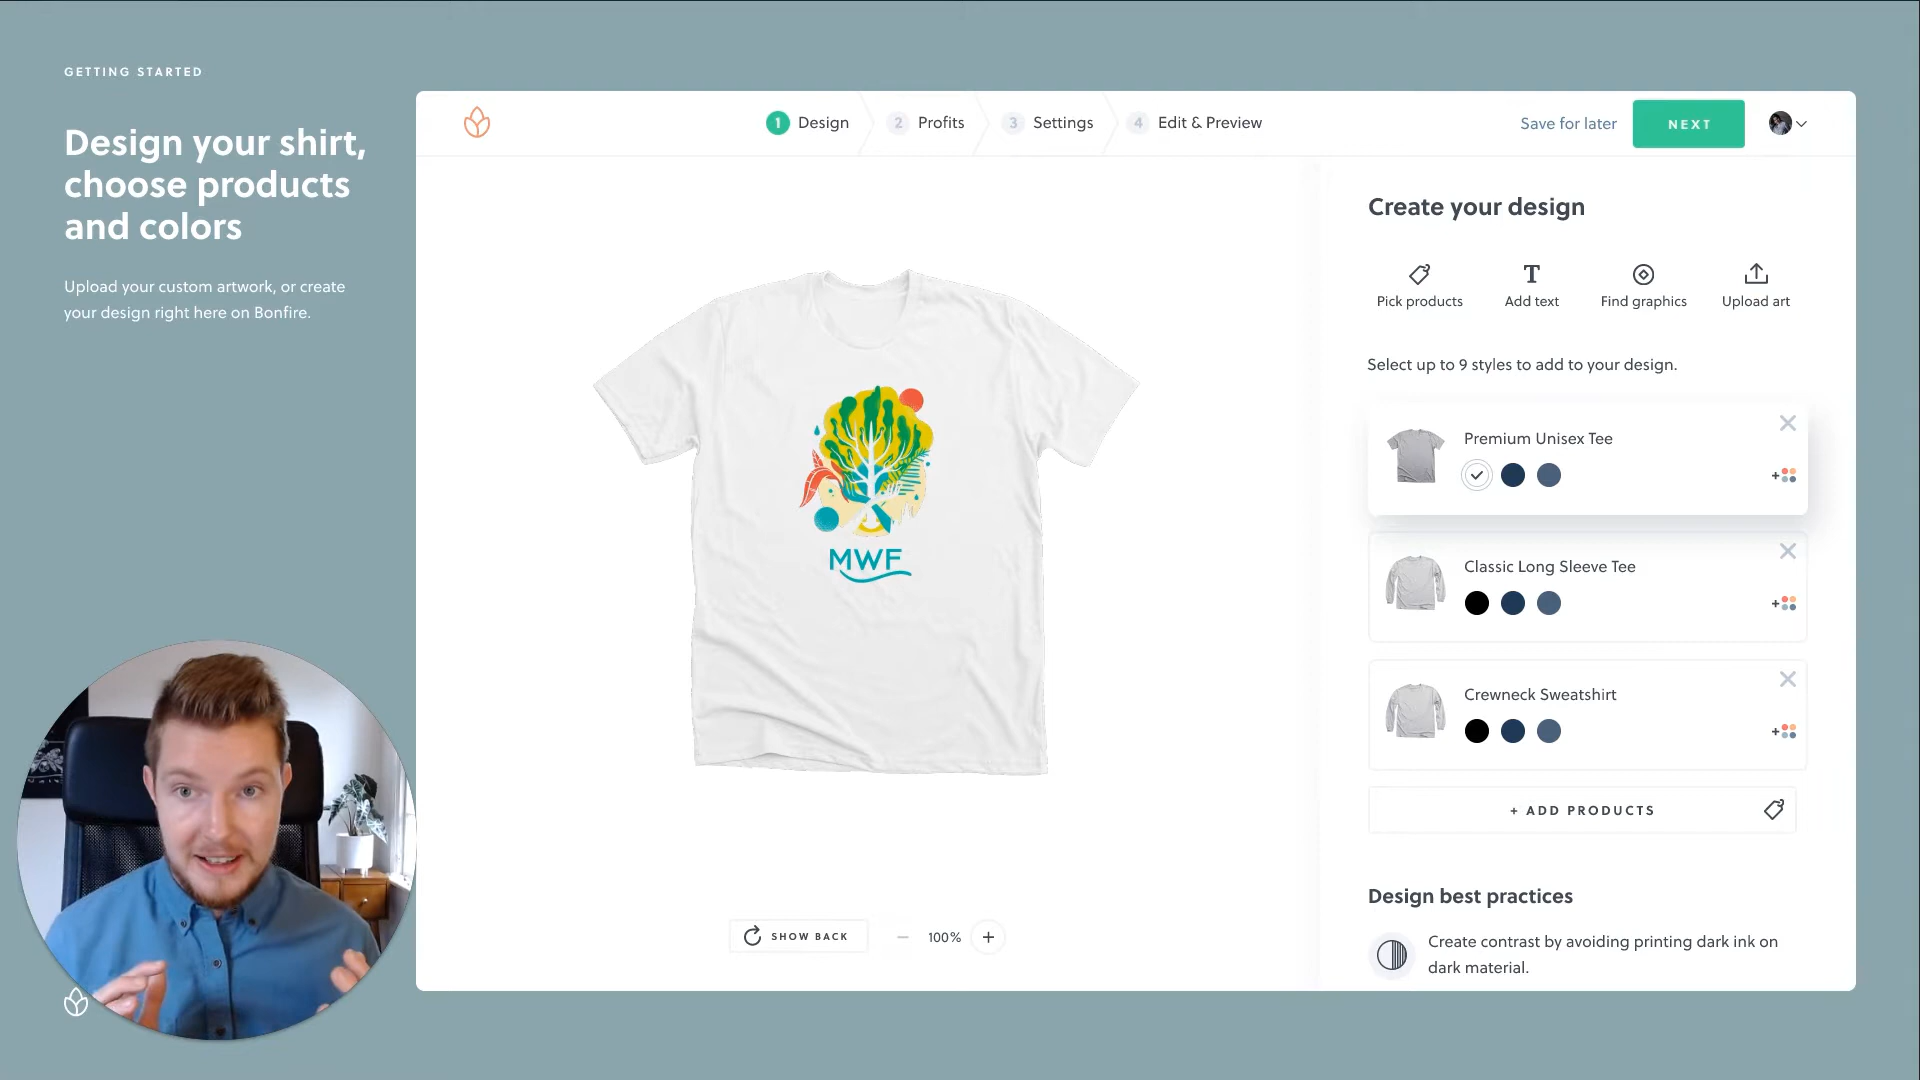 GETTING STARTED
Design your shirt,
choose products
and colors
Upload your custom artwork, or create
your design right here on Bonfire.
1 Design
2 Profits
3 Settings
4 Edit & Preview
Save for later
NEXT
MWF
SHOW BACK
100%
Create your design
Pick products
Add text
Find graphics
Upload art
Select up to 9 styles to add to your design.
Premium Unisex Tee
Classic Long Sleeve Tee
Crewneck Sweatshirt
+ ADD PRODUCTS
Design best practices
Create contrast by avoiding printing dark ink on
dark material.